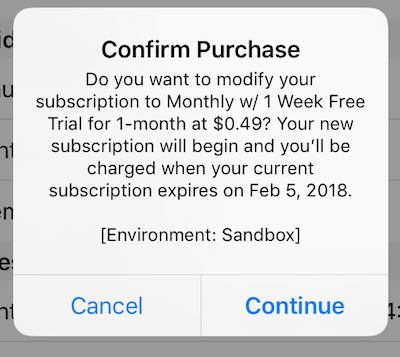 Confirm Purchase
Do you want to modify your
subscription to Monthly w/ 1 Week Free
Trial for 1-month at $0.49? Your new
subscription will begin and you’ll be
charged when your current
subscription expires on Feb 5, 2018.
[Environment: Sandbox]
Cancel Continue